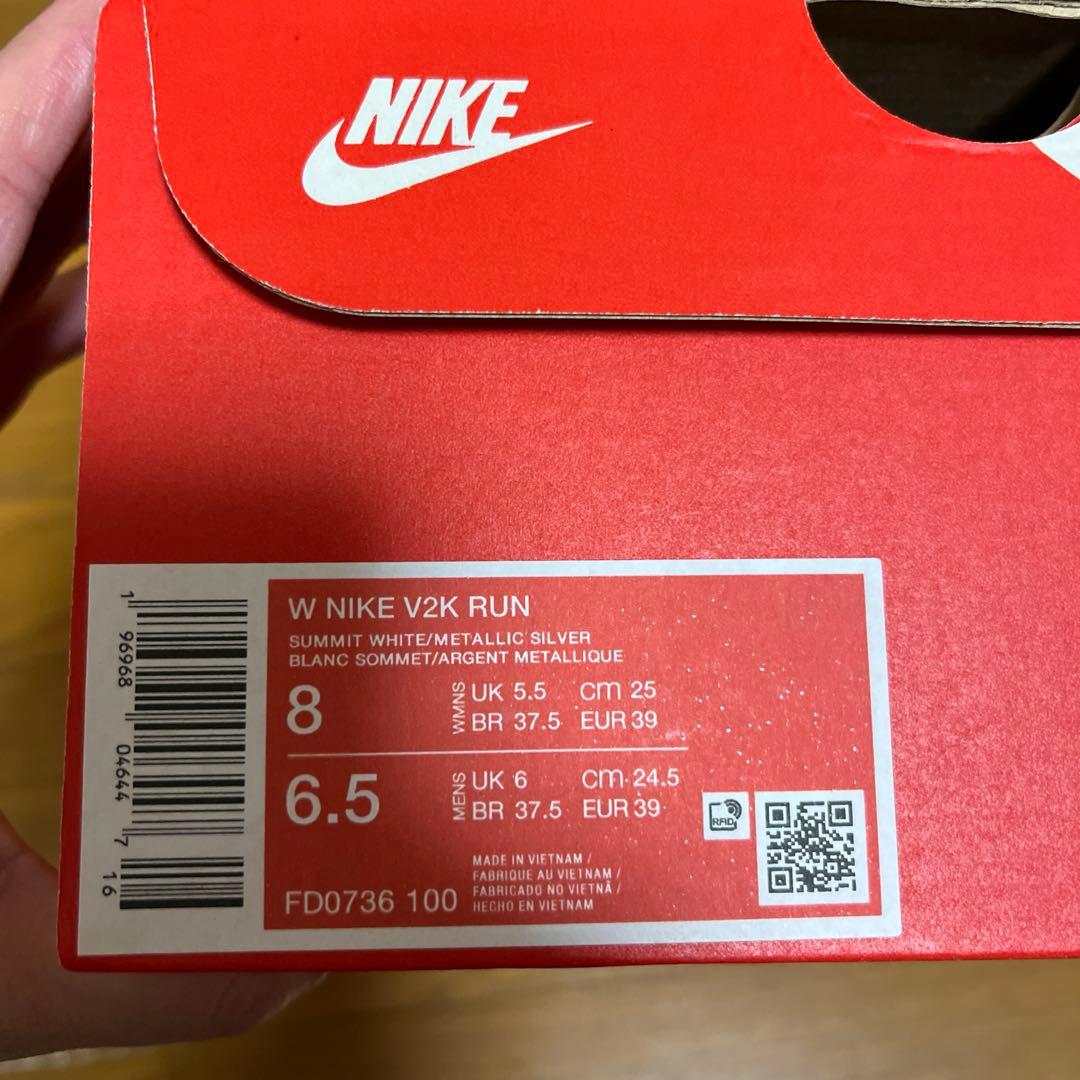 NIKE
W NIKE V2K RUN
SUMMIT WHITE/METALLIC SILVER
BLANC SOMMET/ARGENT METALLIQUE
8 WMNS UK 5.5 cm 25
BR 37.5 EUR 39
6.5 MENS UK 6 cm 24.5
BR 37.5 EUR 39
RFID
MADE IN VIETNAM /
FABRIQUE AU VIETNAM /
FABRICADO NO VIETNÃ /
HECHO EN VIETNAM
FD0736 100
1 96968 04644 7 16